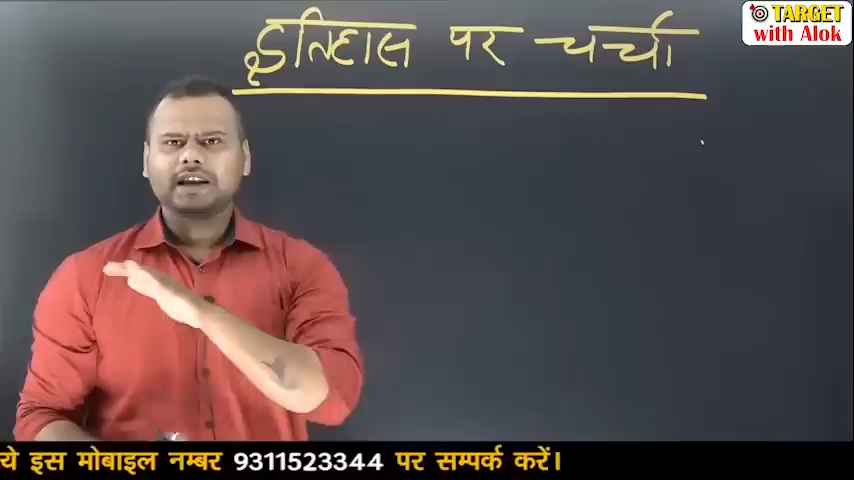 इतिहास पर चर्चा
TARGET
with Alok
ये इस मोबाइल नम्बर 9311523344 पर सम्पर्क करें।